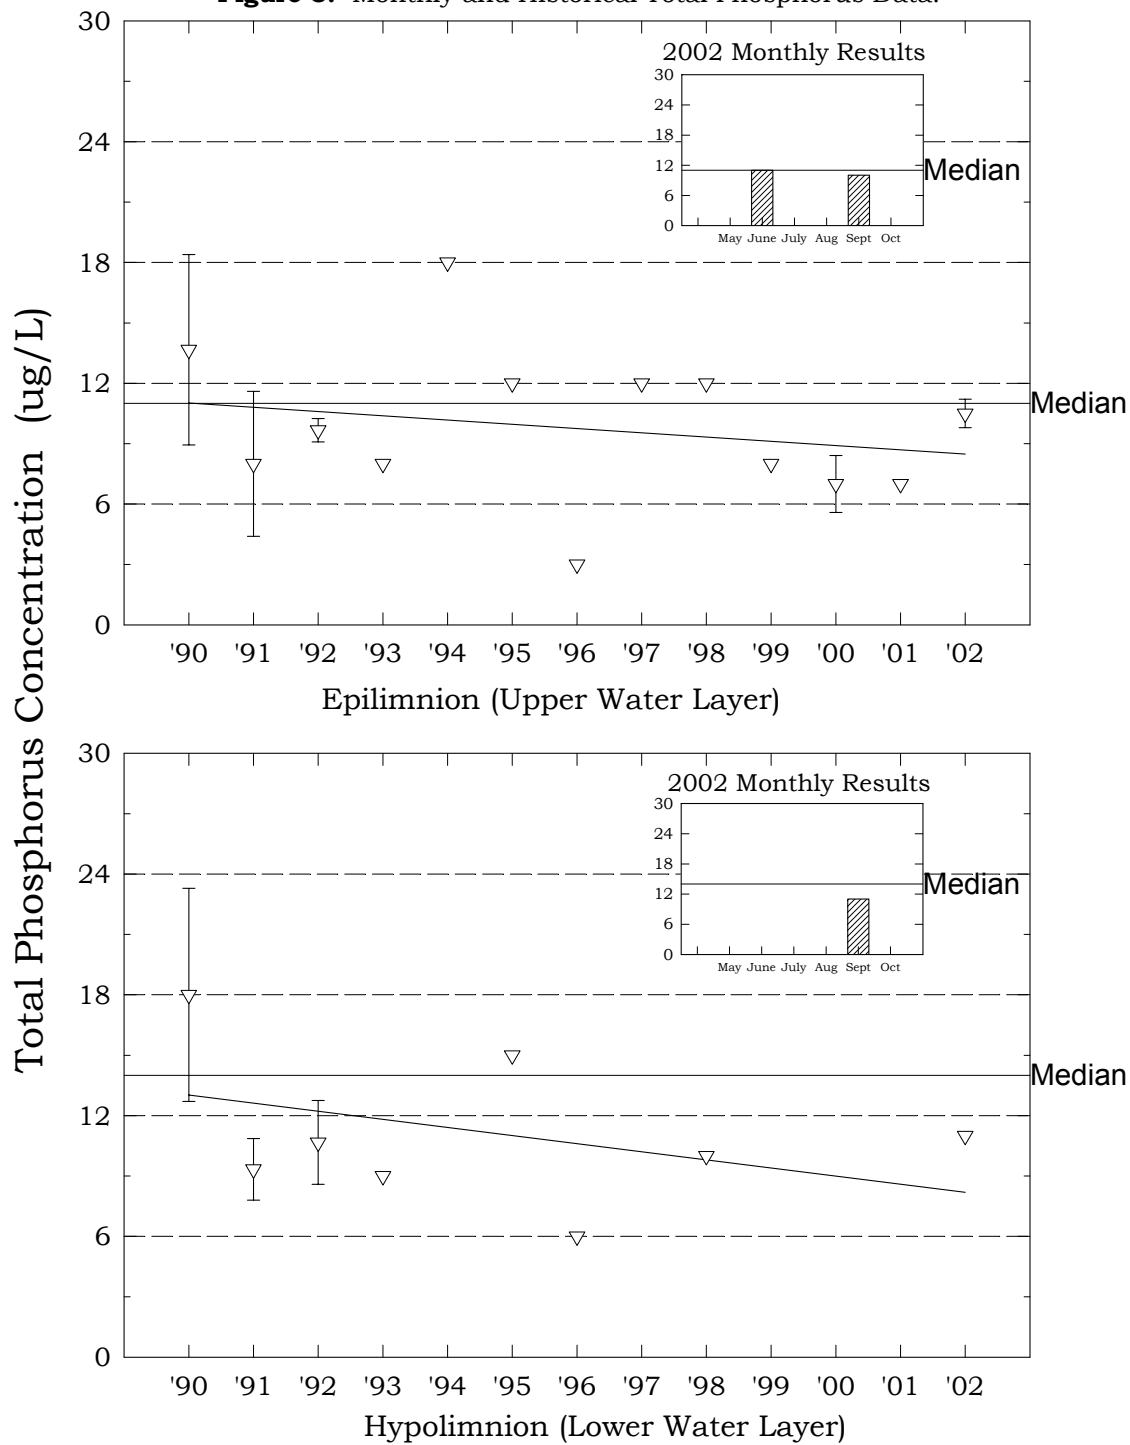 Figure 3. Monthly and Historical Total Phosphorus Data.
Total Phosphorus Concentration (ug/L)
30
24
18
12
6
0
2002 Monthly Results
30
24
18
12
6
0
Median
May June July Aug Sept Oct
Median
'90 '91 '92 '93 '94 '95 '96 '97 '98 '99 '00 '01 '02
Epilimnion (Upper Water Layer)
30
24
18
12
6
0
2002 Monthly Results
30
24
18
12
6
0
Median
May June July Aug Sept Oct
Median
'90 '91 '92 '93 '94 '95 '96 '97 '98 '99 '00 '01 '02
Hypolimnion (Lower Water Layer)